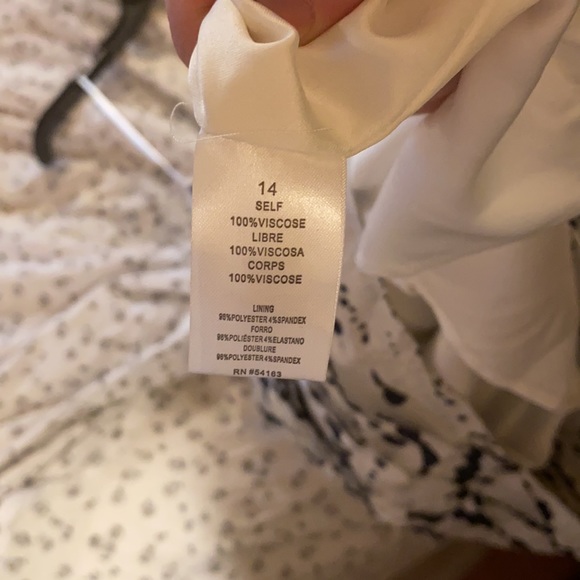 14
SELF
100%VISCOSE
LIBRE
100%VISCOSA
CORPS
100%VISCOSE
LINING
96%POLYESTER 4%SPANDEX
FORRO
96%POLIÉSTER 4%ELASTANO
DOUBLURE
96%POLYESTER 4%SPANDEX
RN #54163